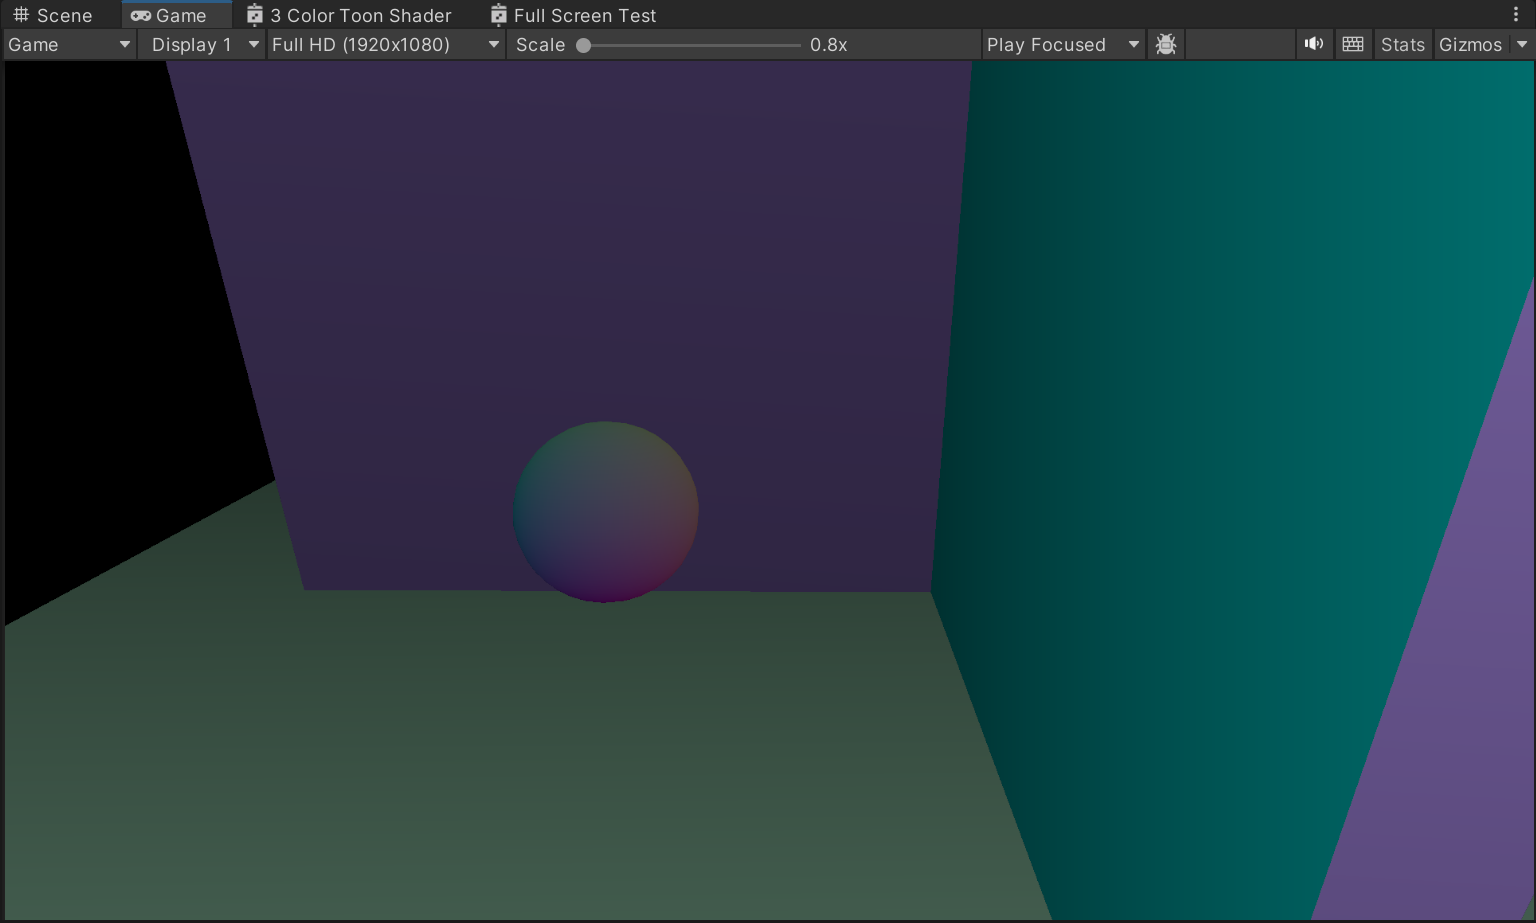 Scene Game 3 Color Toon Shader Full Screen Test
Game Display 1 Full HD (1920x1080) Scale 0.8x Play Focused Stats Gizmos